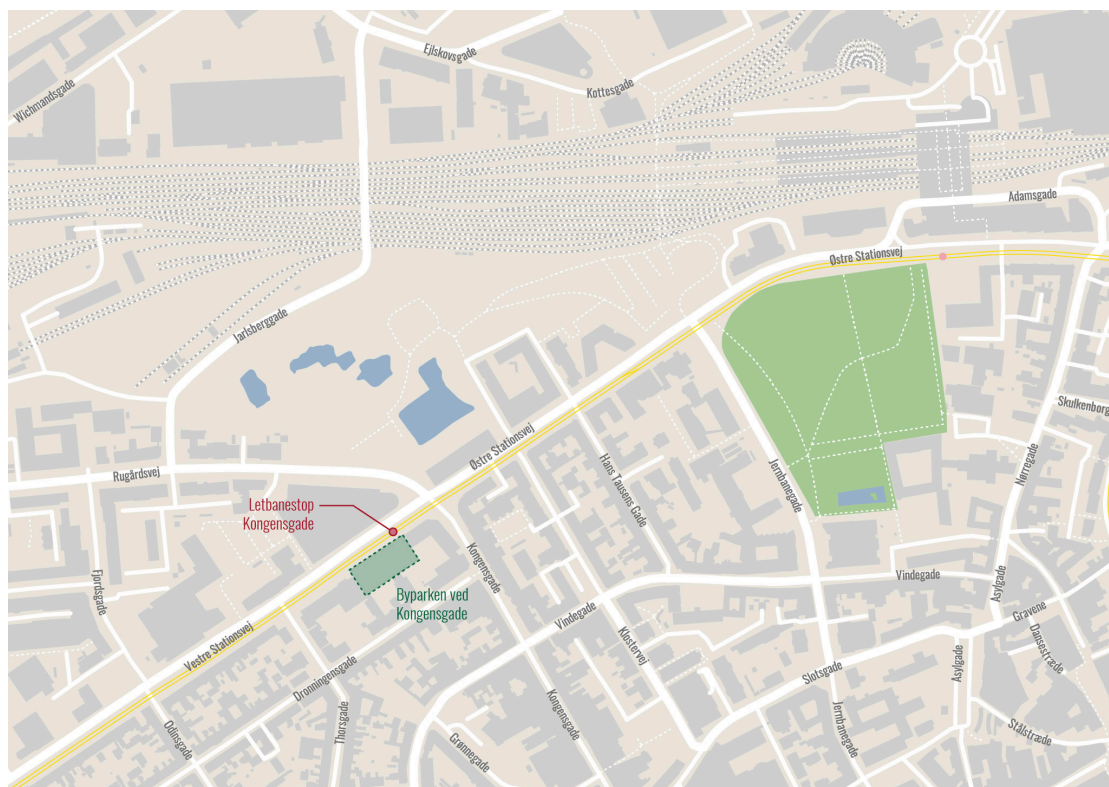 Ejlskovsgade
Kottesgade
Wichmandsgade
Adamsgade
Østre Stationsvej
Jarlsberggade
Skulkenborg
Østre Stationsvej
Rugårdsvej
Hans Tausens Gade
Jernbanegade
Nørregade
Letbanestop
Kongensgade
Kongensgade
Fjordsgade
Vindegade
Byparken ved
Kongensgade
Asylgade
Vindegade
Gravene
Vestre Stationsvej
Klostervej
Dansestræde
Dronningensgade
Slotsgade
Asylgade
Odinsgade
Thorsgade
Kongensgade
Jernbanegade
Grønnegade
Stålstræde